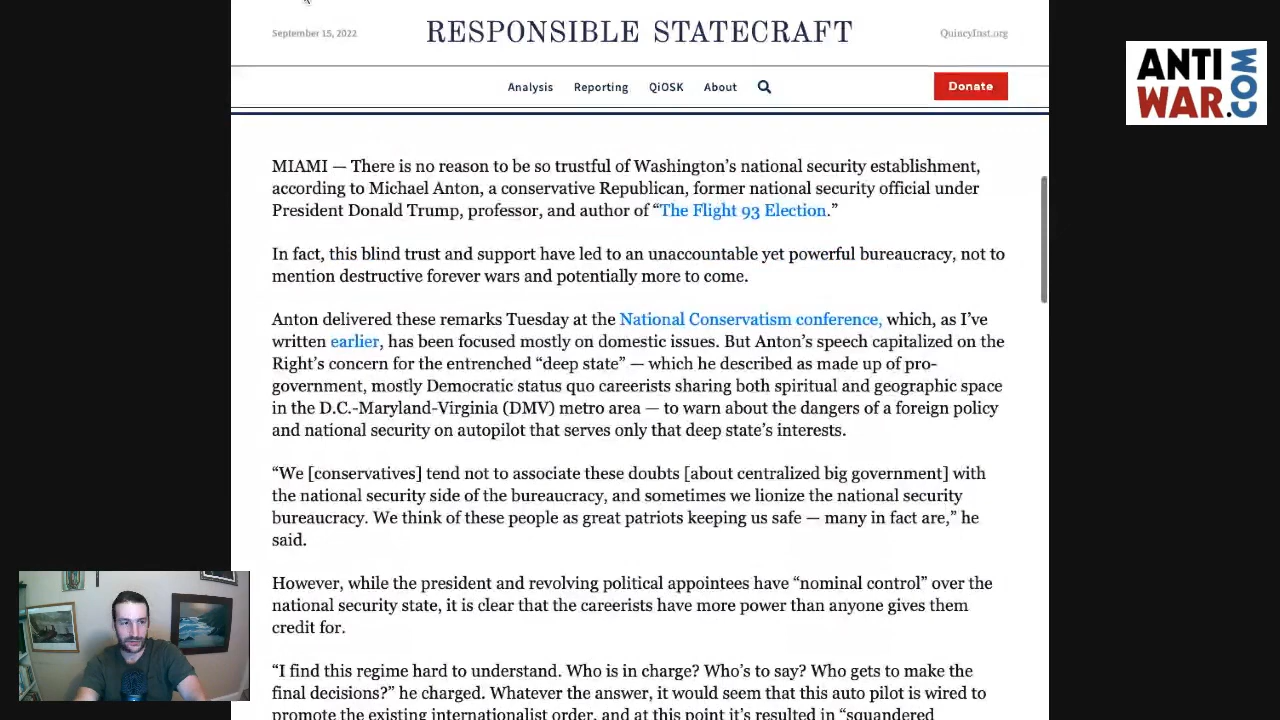 September 15, 2022
RESPONSIBLE STATECRAFT
QuincyInst.org
Analysis
Reporting
QiOSK
About
Donate
ANTI
WAR.COM
MIAMI — There is no reason to be so trustful of Washington’s national security establishment,
according to Michael Anton, a conservative Republican, former national security official under
President Donald Trump, professor, and author of “The Flight 93 Election.”
In fact, this blind trust and support have led to an unaccountable yet powerful bureaucracy, not to
mention destructive forever wars and potentially more to come.
Anton delivered these remarks Tuesday at the National Conservatism conference, which, as I’ve
written earlier, has been focused mostly on domestic issues. But Anton’s speech capitalized on the
Right’s concern for the entrenched “deep state” — which he described as made up of pro-
government, mostly Democratic status quo careerists sharing both spiritual and geographic space
in the D.C.-Maryland-Virginia (DMV) metro area — to warn about the dangers of a foreign policy
and national security on autopilot that serves only that deep state’s interests.
“We [conservatives] tend not to associate these doubts [about centralized big government] with
the national security side of the bureaucracy, and sometimes we lionize the national security
bureaucracy. We think of these people as great patriots keeping us safe — many in fact are,” he
said.
However, while the president and revolving political appointees have “nominal control” over the
national security state, it is clear that the careerists have more power than anyone gives them
credit for.
“I find this regime hard to understand. Who is in charge? Who’s to say? Who gets to make the
final decisions?” he charged. Whatever the answer, it would seem that this auto pilot is wired to
promote the existing internationalist order, and at this point it’s resulted in “squandered